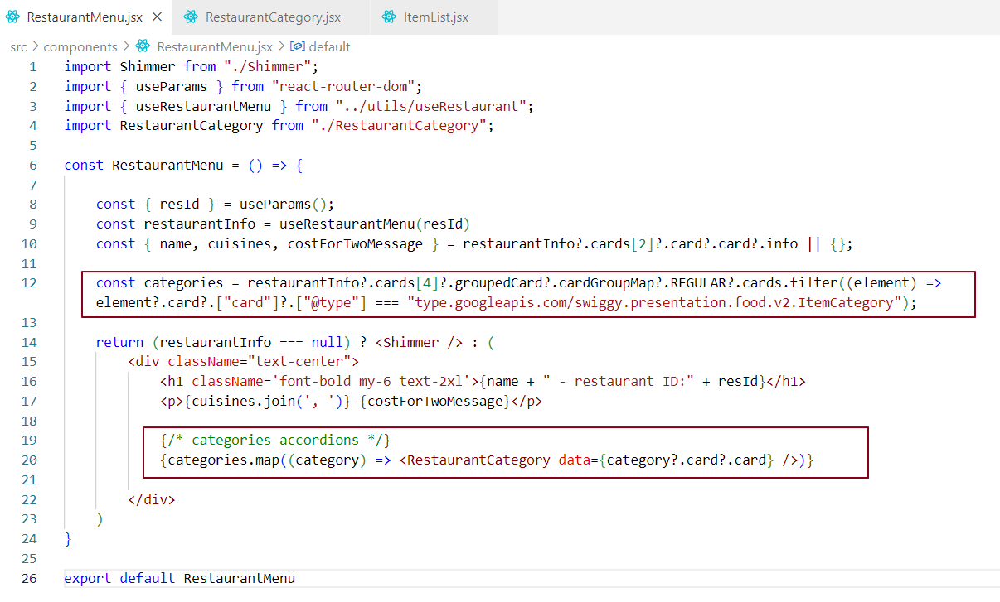 RestaurantMenu.jsx × RestaurantCategory.jsx ItemList.jsx
src > components > RestaurantMenu.jsx > default
1 import Shimmer from "./Shimmer";
2 import { useParams } from "react-router-dom";
3 import { useRestaurantMenu } from "../utils/useRestaurant";
4 import RestaurantCategory from "./RestaurantCategory";
5
6 const RestaurantMenu = () => {
7
8 const { resId } = useParams();
9 const restaurantInfo = useRestaurantMenu(resId)
10 const { name, cuisines, costForTwoMessage } = restaurantInfo?.cards[2]?.card?.card?.info || {};
11
12 const categories = restaurantInfo?.cards[4]?.groupedCard?.cardGroupMap?.REGULAR?.cards.filter((element) =>
element?.card?.["card"]?.["@type"] === "type.googleapis.com/swiggy.presentation.food.v2.ItemCategory");
13
14 return (restaurantInfo === null) ? <Shimmer /> : (
15 <div className="text-center">
16 <h1 className='font-bold my-6 text-2xl'>{name + " - restaurant ID:" + resId}</h1>
17 <p>{cuisines.join(', ')}-{costForTwoMessage}</p>
18
19 {/* categories accordions */}
20 {categories.map((category) => <RestaurantCategory data={category?.card?.card} />)}
21
22 </div>
23 )
24 }
25
26 export default RestaurantMenu